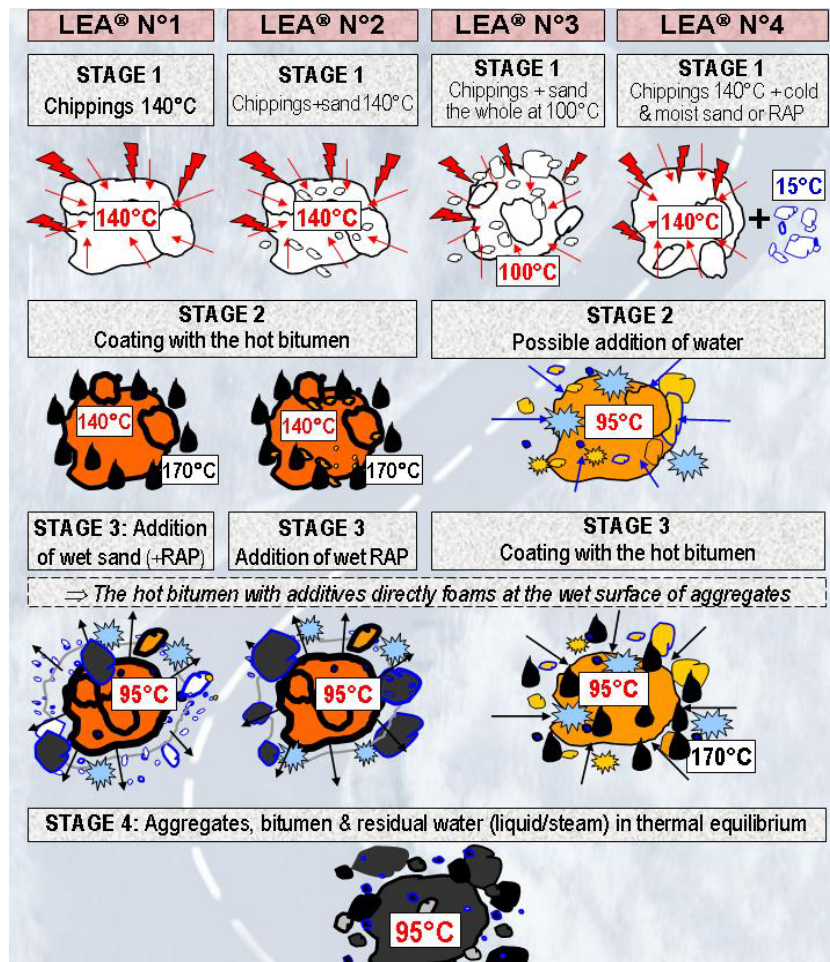 LEA® N°1
LEA® N°2
LEA® N°3
LEA® N°4
STAGE 1
Chippings 140°C
STAGE 1
Chippings+sand 140°C
STAGE 1
Chippings + sand
the whole at 100°C
STAGE 1
Chippings 140°C + cold
& moist sand or RAP
140°C
140°C
100°C
140°C
+
15°C
STAGE 2
Coating with the hot bitumen
STAGE 2
Possible addition of water
140°C
170°C
140°C
170°C
95°C
STAGE 3: Addition
of wet sand (+RAP)
STAGE 3
Addition of wet RAP
STAGE 3
Coating with the hot bitumen
⇒ The hot bitumen with additives directly foams at the wet surface of aggregates
95°C
95°C
95°C
170°C
STAGE 4: Aggregates, bitumen & residual water (liquid/steam) in thermal equilibrium
95°C